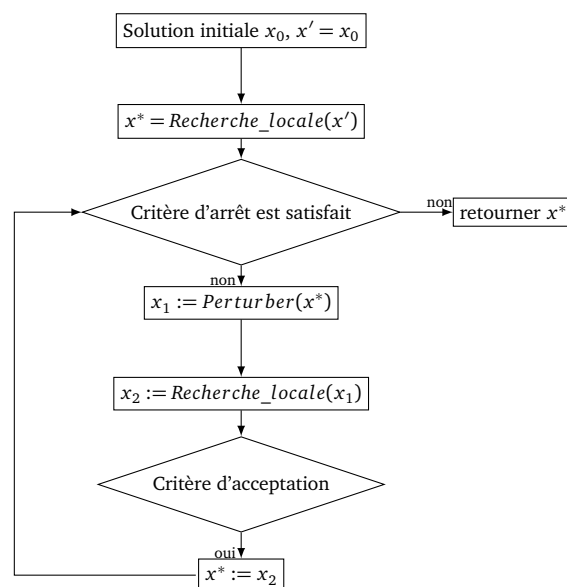 Solution initiale x₀, x′ = x₀
x* = Recherche_locale(x′)
Critère d'arrêt est satisfait
non
retourner x*
non
x₁ := Perturber(x*)
x₂ := Recherche_locale(x₁)
Critère d'acceptation
oui
x* := x₂